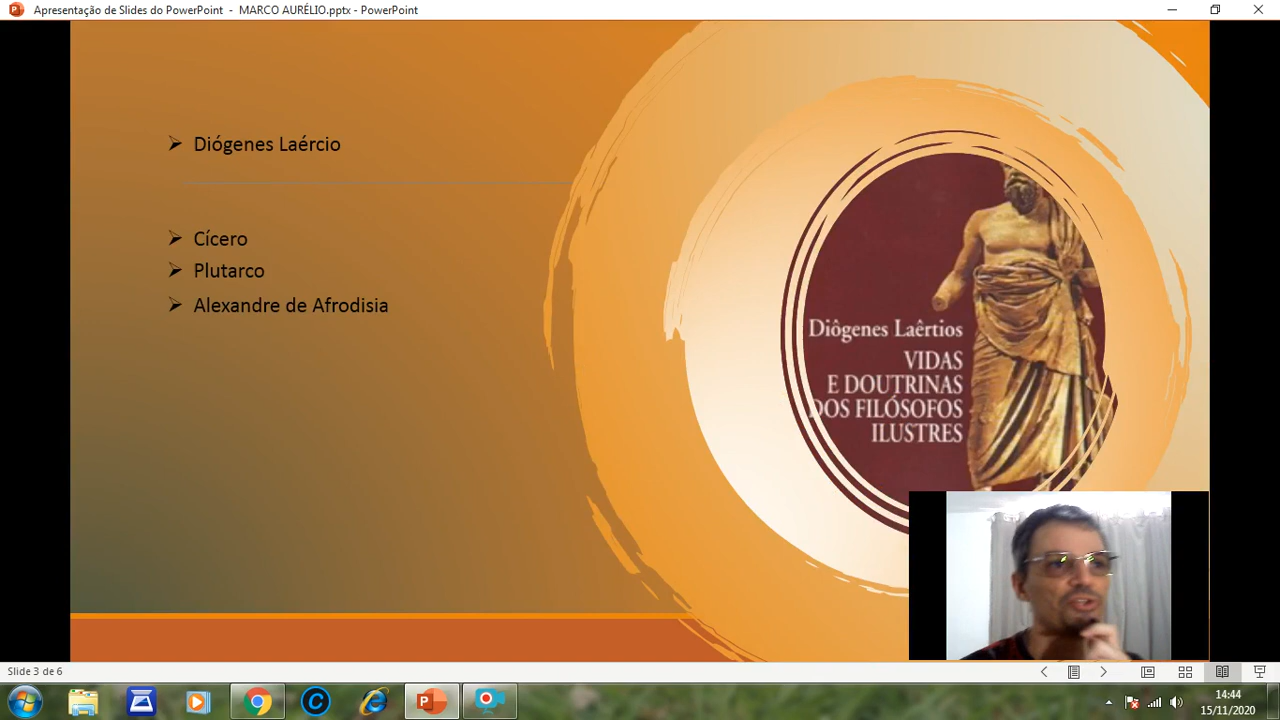 Apresentação de Slides do PowerPoint - MARCO AURÉLIO.pptx - PowerPoint
Diógenes Laércio
Cícero
Plutarco
Alexandre de Afrodisia
Diôgenes Laêrtios
VIDAS
E DOUTRINAS
DOS FILÓSOFOS
ILUSTRES
Slide 3 de 6
14:44
15/11/2020